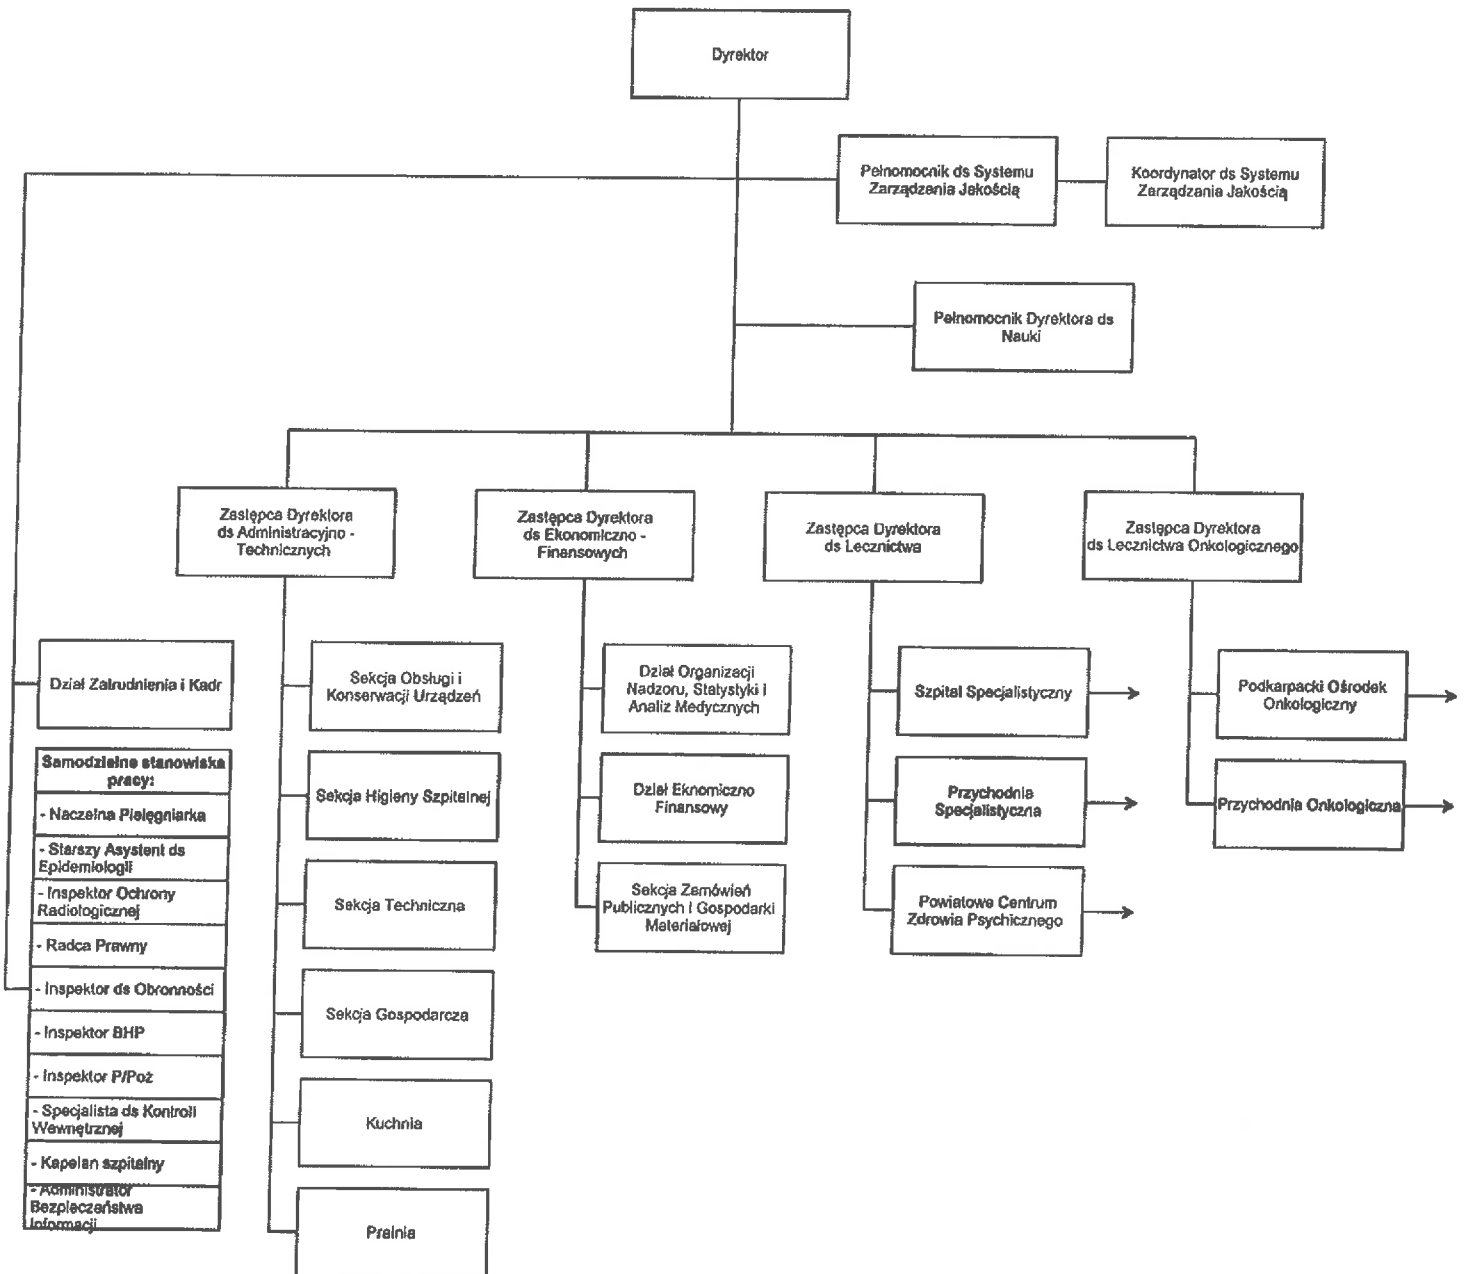 Dyrektor
Pełnomocnik ds Systemu
Zarządzania Jakością
Koordynator ds Systemu
Zarządzania Jakością
Pełnomocnik Dyrektora ds
Nauki
Zastępca Dyrektora
ds Administracyjno -
Technicznych
Zastępca Dyrektora
ds Ekonomiczno -
Finansowych
Zastępca Dyrektora
ds Lecznictwa
Zastępca Dyrektora
ds Lecznictwa Onkologicznego
Dział Zatrudnienia i Kadr
Samodzielne stanowiska
pracy:
- Naczelna Pielęgniarka
- Starszy Asystent ds
Epidemiologii
- Inspektor Ochrony
Radiologicznej
- Radca Prawny
- Inspektor ds Obronności
- Inspektor BHP
- Inspektor P/Poż
- Specjalista ds Kontroli
Wewnętrznej
- Kapelan szpitalny
- Administrator
Bezpieczeństwa
Informacji
Sekcja Obsługi i
Konserwacji Urządzeń
Sekcja Higieny Szpitalnej
Sekcja Techniczna
Sekcja Gospodarcza
Kuchnia
Pralnia
Dział Organizacji
Nadzoru, Statystyki i
Analiz Medycznych
Dział Eknomiczno
Finansowy
Sekcja Zamówień
Publicznych i Gospodarki
Materiałowej
Szpital Specjalistyczny
Przychodnia
Specjalistyczna
Powiatowe Centrum
Zdrowia Psychicznego
Podkarpacki Ośrodek
Onkologiczny
Przychodnia Onkologiczna